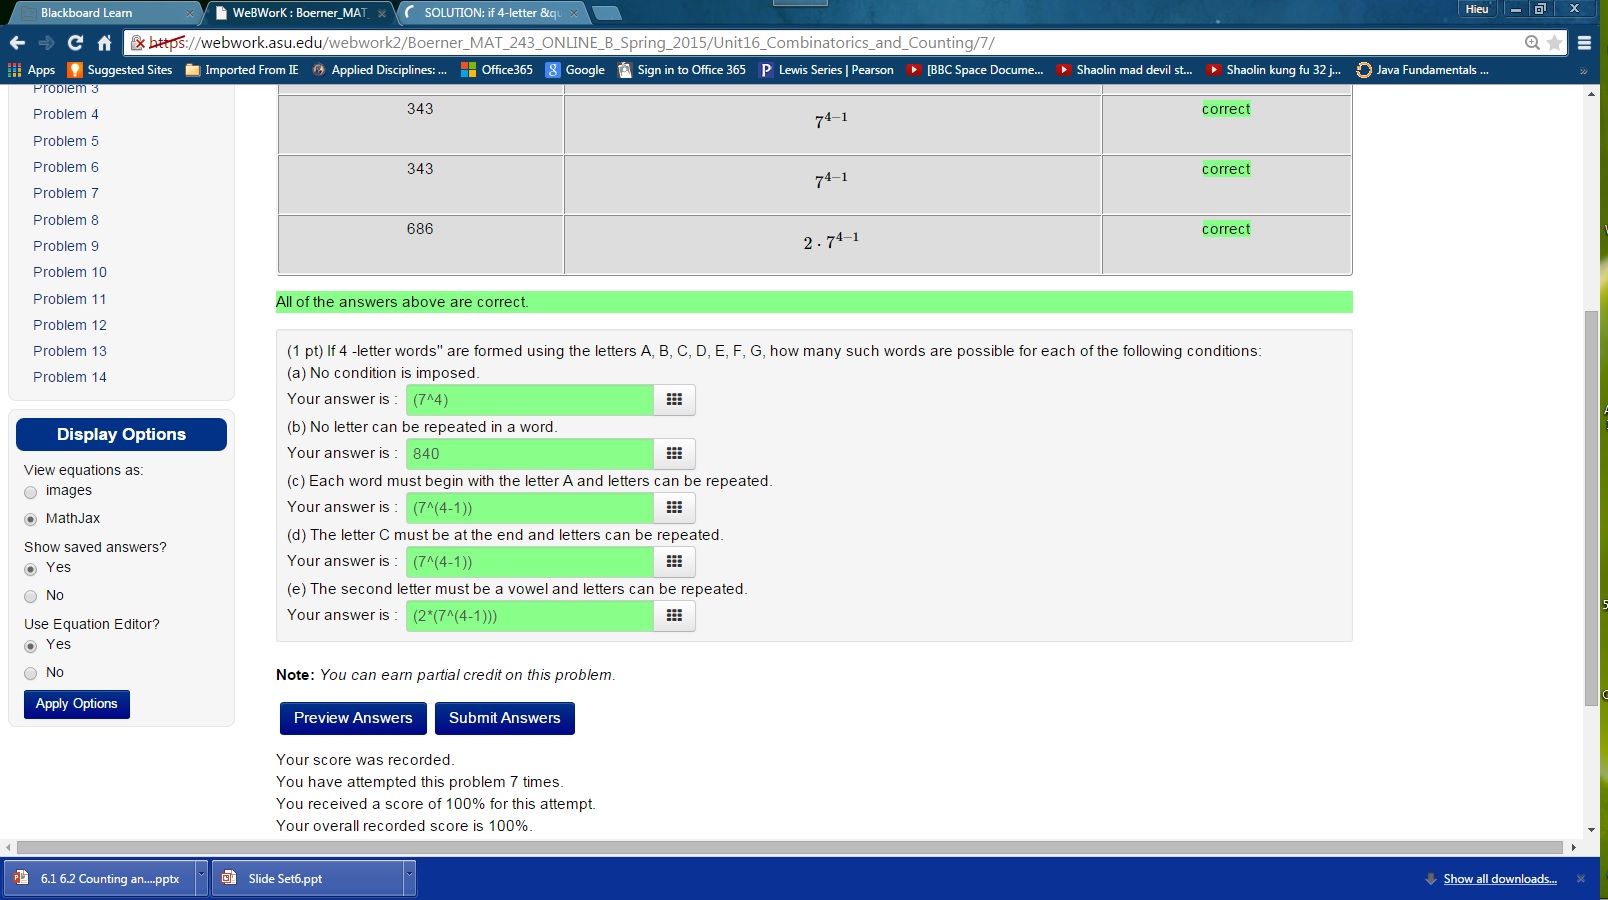 Blackboard Learn
WeBWorK : Boerner_MAT_
SOLUTION: if 4-letter &qu
Hieu
https://webwork.asu.edu/webwork2/Boerner_MAT_243_ONLINE_B_Spring_2015/Unit16_Combinatorics_and_Counting/7/
Apps
Suggested Sites
Imported From IE
Applied Disciplines: ...
Office365
Google
Sign in to Office 365
Lewis Series | Pearson
[BBC Space Docume...
Shaolin mad devil st...
Shaolin kung fu 32 j...
Java Fundamentals ...
Problem 3
Problem 4
Problem 5
Problem 6
Problem 7
Problem 8
Problem 9
Problem 10
Problem 11
Problem 12
Problem 13
Problem 14
Display Options
View equations as:
images
MathJax
Show saved answers?
Yes
No
Use Equation Editor?
Yes
No
Apply Options
343 7^{4−1} correct
343 7^{4−1} correct
686 2 · 7^{4−1} correct
All of the answers above are correct.
(1 pt) If 4 -letter words" are formed using the letters A, B, C, D, E, F, G, how many such words are possible for each of the following conditions:
(a) No condition is imposed.
Your answer is : (7^4)
(b) No letter can be repeated in a word.
Your answer is : 840
(c) Each word must begin with the letter A and letters can be repeated.
Your answer is : (7^(4-1))
(d) The letter C must be at the end and letters can be repeated.
Your answer is : (7^(4-1))
(e) The second letter must be a vowel and letters can be repeated.
Your answer is : (2*(7^(4-1)))
Note: You can earn partial credit on this problem.
Preview Answers
Submit Answers
Your score was recorded.
You have attempted this problem 7 times.
You received a score of 100% for this attempt.
Your overall recorded score is 100%.
6.1 6.2 Counting an....pptx
Slide Set6.ppt
Show all downloads...